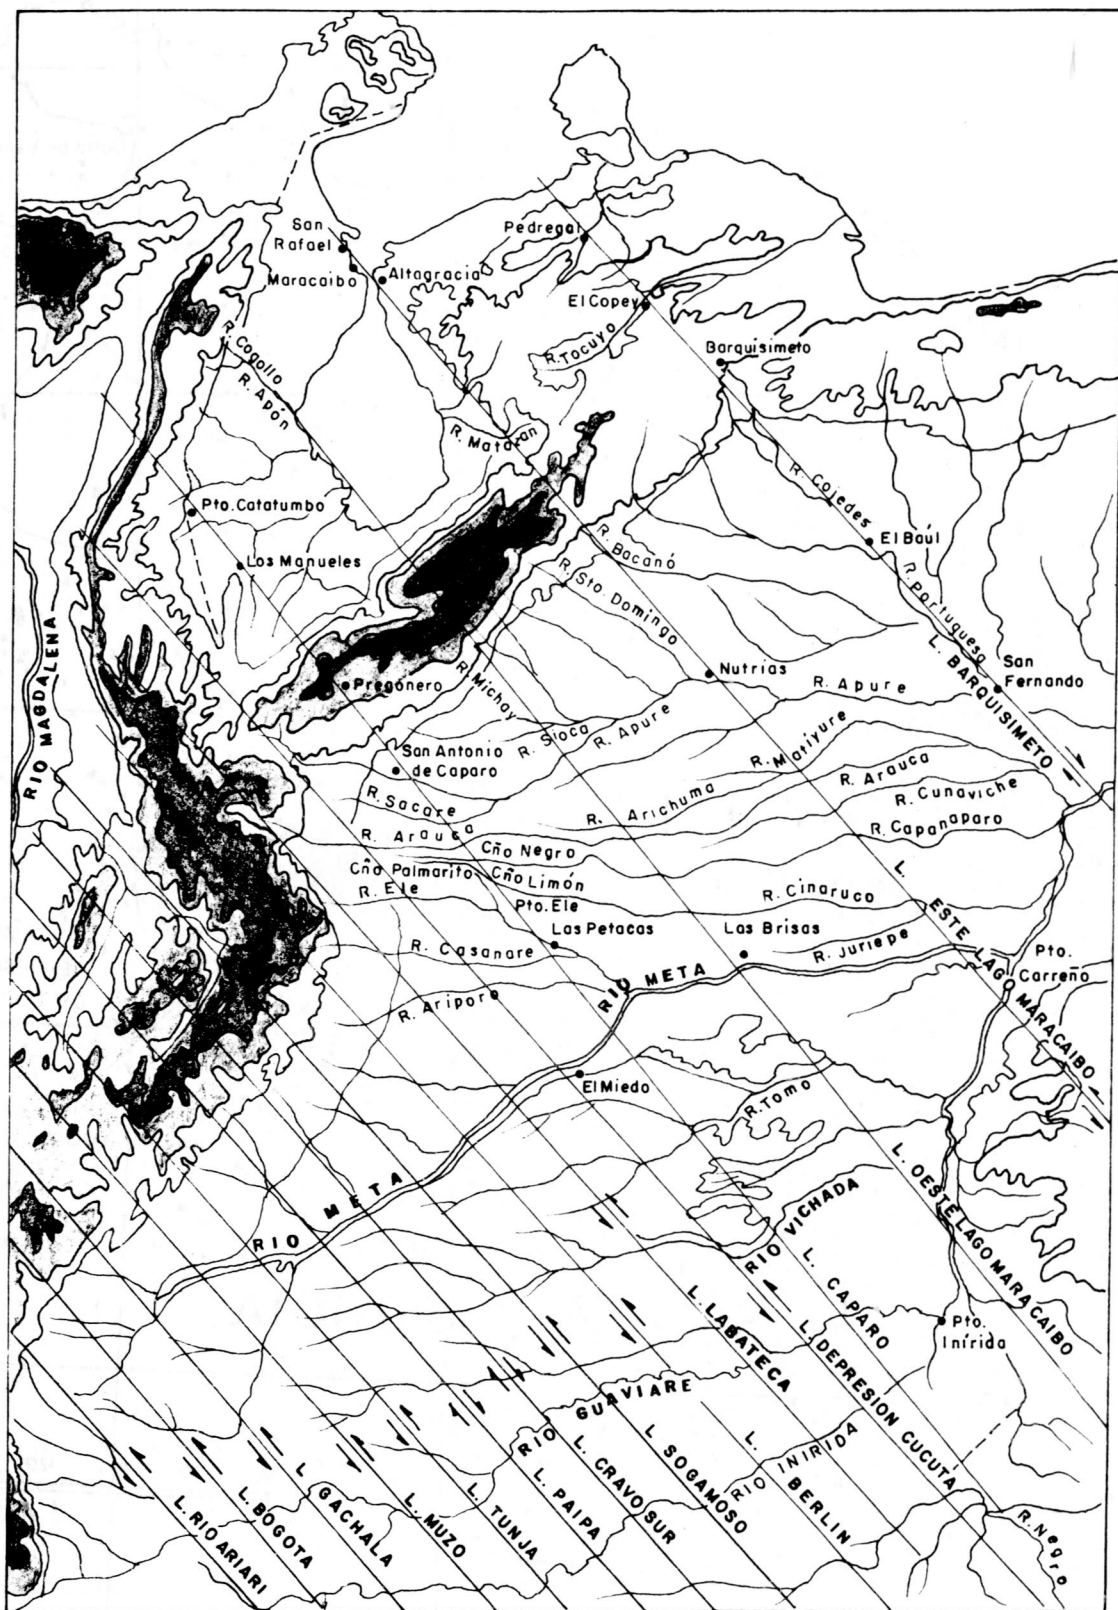 San
Rafael
Maracaibo
Altagracia
Pedregal
El Copey
R. Tocuyo
Barquisimeto
R. Cogollo
R. Apón
R. Matatan
R. Cojedes
El Baúl
Pto. Catatumbo
Los Manueles
R. Bacanó
R. Sto. Domingo
R. Portuguesa
L. BARQUISIMETO
San
Fernando
RIO MAGDALENA
Pregonero
R. Michay
Nutrias
R. Apure
R. Sioca
R. Apure
R. Matiyure
San Antonio
de Caparo
R. Sacare
R. Arichuma
R. Arauca
R. Cunaviche
R. Arauca
Cño Negro
R. Capanaparo
Cño Palmarito
Cño Limón
R. Ele
Pto. Ele
R. Cinaruco
L. ESTE LAGO MARACAIBO
Las Petacas
Las Brisas
R. Casanare
RIO META
R. Juriepe
Pto.
Carreño
R. Ariporo
El Miedo
R. Tomo
RIO META
RIO VICHADA
L. OESTE LAGO MARACAIBO
L. CAPARO
L. LABATECA
L. DEPRESION CUCUTA
Pto.
Inírida
RIO GUAVIARE
RIO INIRIDA
R. Negro
L. RIO ARIARI
L. BOGOTA
L. GACHALA
L. MUZO
L. TUNJA
L. PAIPA
L. CRAVO SUR
L. SOGAMOSO
L. BERLIN